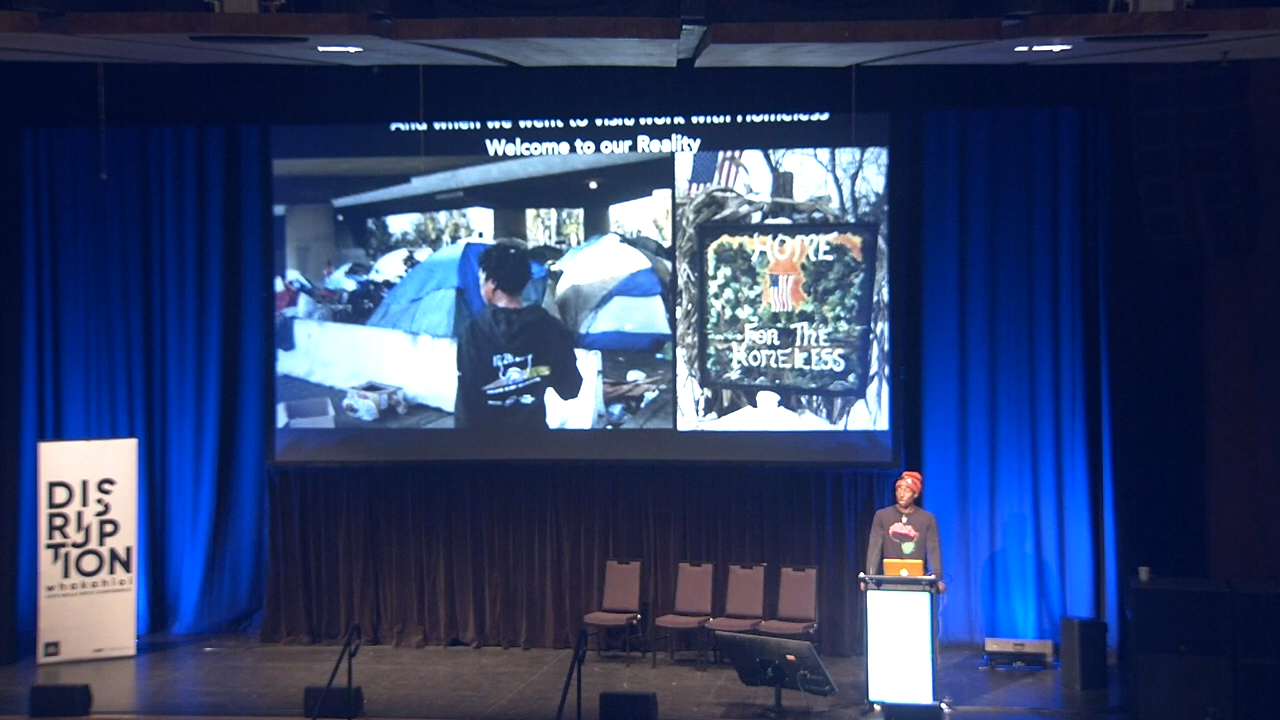 And when we went to visit/work with Homeless
Welcome to our Reality
HOME
FOR THE
HOMELESS
DIS
RUP
TION
whakahial